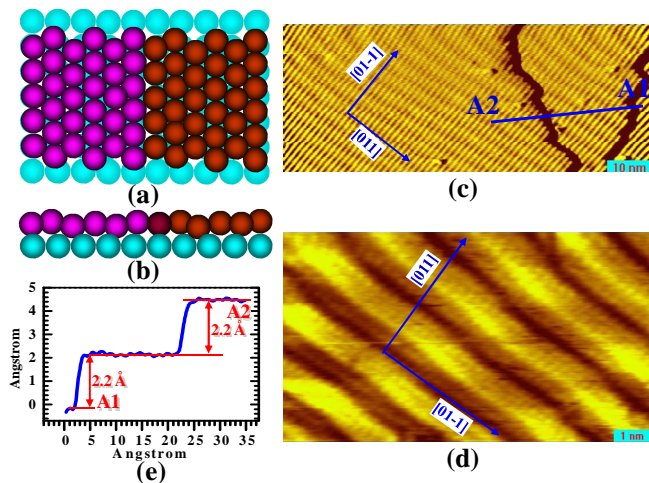 (a)
(b)
[01-1]
[011]
A2
A1
10 nm
(c)
5
4
3
2
1
0
Angstrom
A2
2.2 Å
2.2 Å
A1
0 5 10 15 20 25 30 35
Angstrom
(e)
[011]
[01-1]
1 nm
(d)